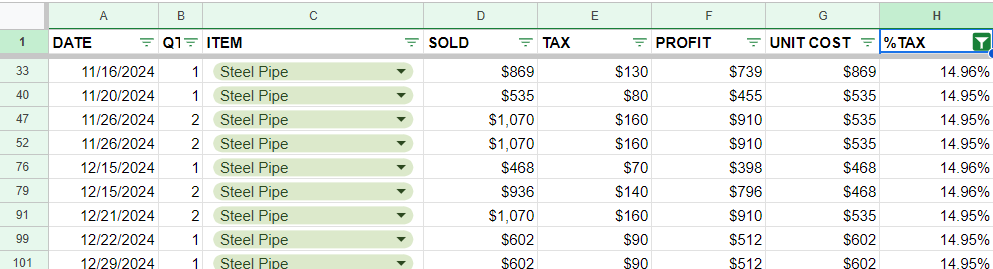 A B C D E F G H
1 DATE QT ITEM SOLD TAX PROFIT UNIT COST %TAX
33 11/16/2024 1 Steel Pipe $869 $130 $739 $869 14.96%
40 11/20/2024 1 Steel Pipe $535 $80 $455 $535 14.95%
47 11/26/2024 2 Steel Pipe $1,070 $160 $910 $535 14.95%
52 11/26/2024 2 Steel Pipe $1,070 $160 $910 $535 14.95%
76 12/15/2024 1 Steel Pipe $468 $70 $398 $468 14.96%
79 12/15/2024 2 Steel Pipe $936 $140 $796 $468 14.96%
91 12/21/2024 2 Steel Pipe $1,070 $160 $910 $535 14.95%
99 12/22/2024 1 Steel Pipe $602 $90 $512 $602 14.95%
101 12/29/2024 1 Steel Pipe $602 $90 $512 $602 14.95%